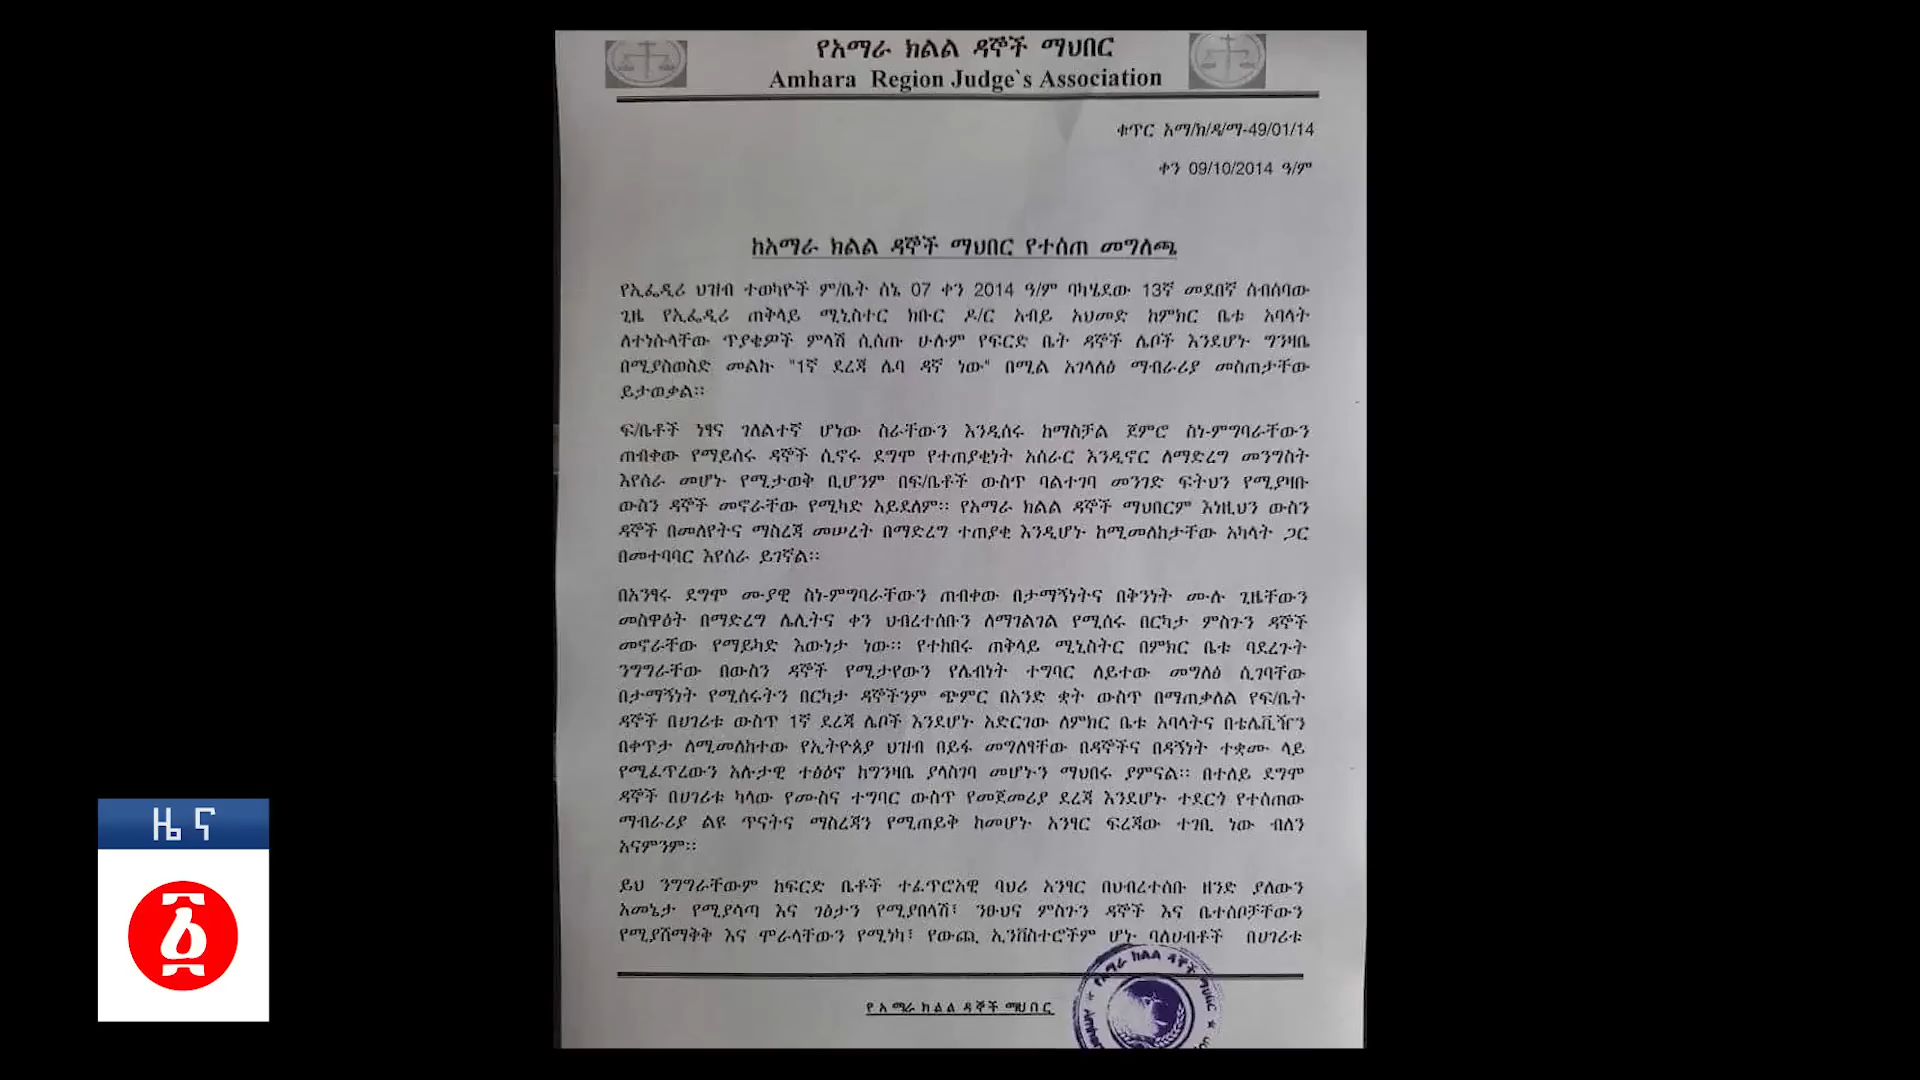 የአማራ ክልል ዳኞች ማህበር
Amhara Region Judge`s Association
ቁጥር አማ/ክ/ዳ/ማ-49/01/14
ቀን 09/10/2014 ዓ/ም
ከአማራ ክልል ዳኞች ማህበር የተሰጠ መግለጫ
የኢፌዲሪ ህዝብ ተወካዮች ም/ቤት ሰኔ 07 ቀን 2014 ዓ/ም ባካሄደው 13ኛ መደበኛ ሰብሰባው
ጊዜ የኢፌዲሪ ጠቅላይ ሚኒስተር ክቡር ዶ/ር አብይ አህመድ ከምክር ቤቱ አባላት
ለተነሱላቸው ጥያቄዎች ምላሽ ሲሰጡ ሁሉም የፍርድ ቤት ዳኞች ሌቦች እንደሆኑ ግንዛቤ
በሚያስወስድ መልኩ "1ኛ ደረጃ ሌባ ዳኛ ነው" በሚል አገላለፅ ማብራሪያ መስጠታቸው
ይታወቃል፡፡
ፍ/ቤቶች ነፃና ገለልተኛ ሆነው ስራቸውን እንዲሰሩ ከማስቻል ጀምሮ ስነ-ምግባራቸውን
ጠብቀው የማይሰሩ ዳኞች ሲኖሩ ደግሞ የተጠያቂነት አሰራር እንዲኖር ለማድረግ መንግስት
እየሰራ መሆኑ የሚታወቅ ቢሆንም በፍ/ቤቶች ውስጥ ባልተገባ መንገድ ፍትህን የሚያዛቡ
ውስን ዳኞች መኖራቸው የሚካድ አይደለም፡፡ የአማራ ክልል ዳኞች ማህበርም እነዚህን ውስን
ዳኞች በመለየትና ማስረጃ መሠረት በማድረግ ተጠያቂ እንዲሆኑ ከሚመለከታቸው አካላት ጋር
በመተባባር እየሰራ ይገኛል፡፡
በአንፃሩ ደግሞ ሙያዊ ስነ-ምግባራቸውን ጠብቀው በታማኝነትና በቅንነት ሙሉ ጊዜቸውን
መስዋዕት በማድረግ ሌሊትና ቀን ህብረተሰቡን ለማገልገል የሚሰሩ በርካታ ምስጉን ዳኞች
መኖራቸው የማይካድ እውነታ ነው፡፡ የተከበሩ ጠቅላይ ሚኒስትር በምክር ቤቱ ባደረጉት
ንግግራቸው በውስን ዳኞች የሚታየውን የሌብነት ተግባር ለይተው መግለፅ ሲገባቸው
በታማኝነት የሚሰሩትን በርካታ ዳኞችንም ጭምር በአንድ ቋት ውስጥ በማጠቃለል የፍ/ቤት
ዳኞች በሀገሪቱ ውስጥ 1ኛ ደረጃ ሌቦች እንደሆኑ አድርገው ለምክር ቤቱ አባላትና በቴሌቪዥን
በቀጥታ ለሚመለከተው የኢትዮጵያ ህዝብ በይፋ መግለፃቸው በዳኞችና በዳኝነት ተቋሙ ላይ
የሚፈጥረውን አሉታዊ ተፅዕኖ ከግንዛቤ ያላስገባ መሆኑን ማህበሩ ያምናል፡፡ በተለይ ደግሞ
ዳኞች በሀገሪቱ ካላው የሙስና ተግባር ውስጥ የመጀመሪያ ደረጃ እንደሆኑ ተደርጎ የተሰጠው
ማብራሪያ ልዩ ጥናትና ማስረጃን የሚጠይቅ ከመሆኑ አንፃር ፍረጃው ተገቢ ነው ብለን
አናምንም፡፡
ይህ ንግግራቸውም ከፍርድ ቤቶች ተፈጥሮአዊ ባህሪ አንፃር በህብረተሰቡ ዘንድ ያለውን
አመኔታ የሚያሳጣ እና ገፅታን የሚያበላሽ፣ ንፁህና ምስጉን ዳኞች እና ቤተሰቦቻቸውን
የሚያሸማቅቅ እና ሞራላቸውን የሚነካ፣ የውጪ ኢንቨስተሮችም ሆኑ ባለሀብቶች በሀገሪቱ
የአማራ ክልል ዳኞች ማህበር
የአማራ ክልል ዳኞች ማህበር
ዜና